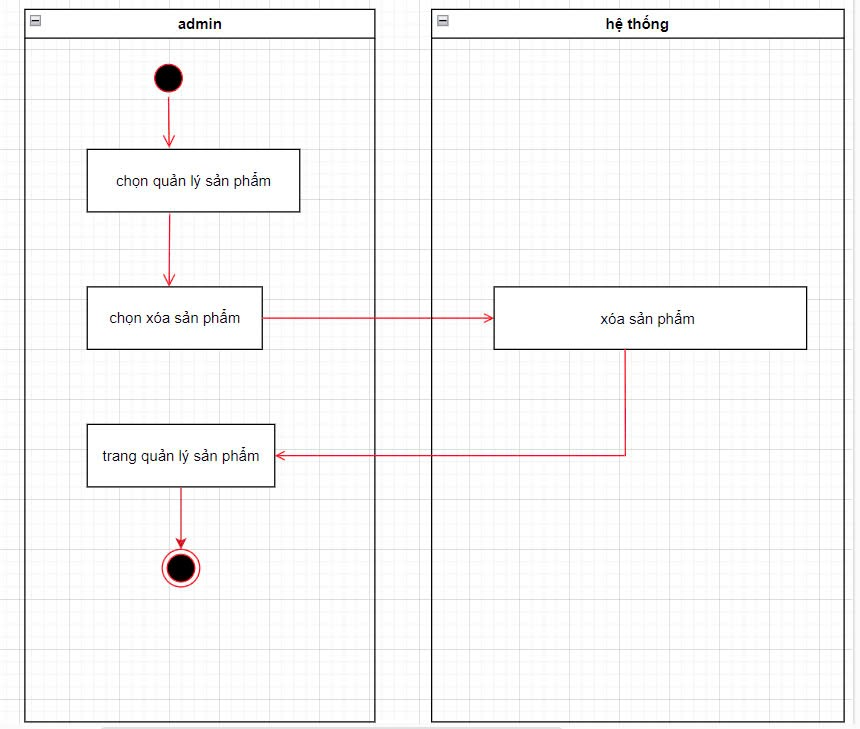 admin
hệ thống
chọn quản lý sản phẩm
chọn xóa sản phẩm
xóa sản phẩm
trang quản lý sản phẩm